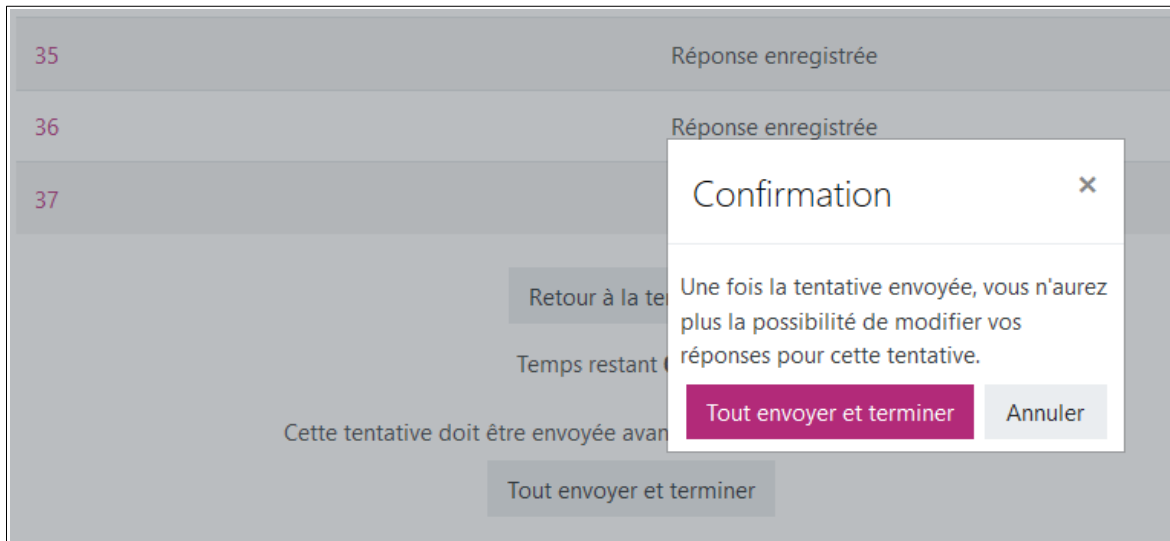 35 Réponse enregistrée
36 Réponse enregistrée
37
Confirmation ×
Une fois la tentative envoyée, vous n'aurez
plus la possibilité de modifier vos
réponses pour cette tentative.
Tout envoyer et terminer Annuler
Retour à la
Temps restant
Cette tentative doit être envoyée
Tout envoyer et terminer